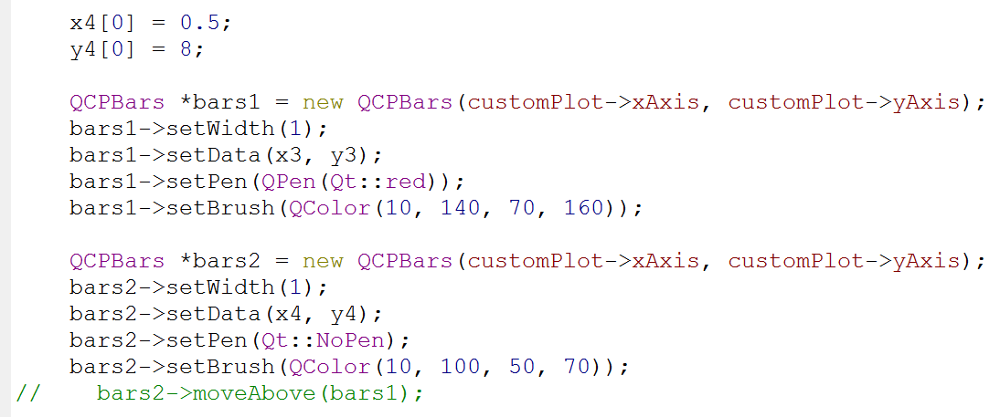 x4[0] = 0.5;
y4[0] = 8;
QCPBars *bars1 = new QCPBars(customPlot->xAxis, customPlot->yAxis);
bars1->setWidth(1);
bars1->setData(x3, y3);
bars1->setPen(QPen(Qt::red));
bars1->setBrush(QColor(10, 140, 70, 160));
QCPBars *bars2 = new QCPBars(customPlot->xAxis, customPlot->yAxis);
bars2->setWidth(1);
bars2->setData(x4, y4);
bars2->setPen(Qt::NoPen);
bars2->setBrush(QColor(10, 100, 50, 70));
//    bars2->moveAbove(bars1);